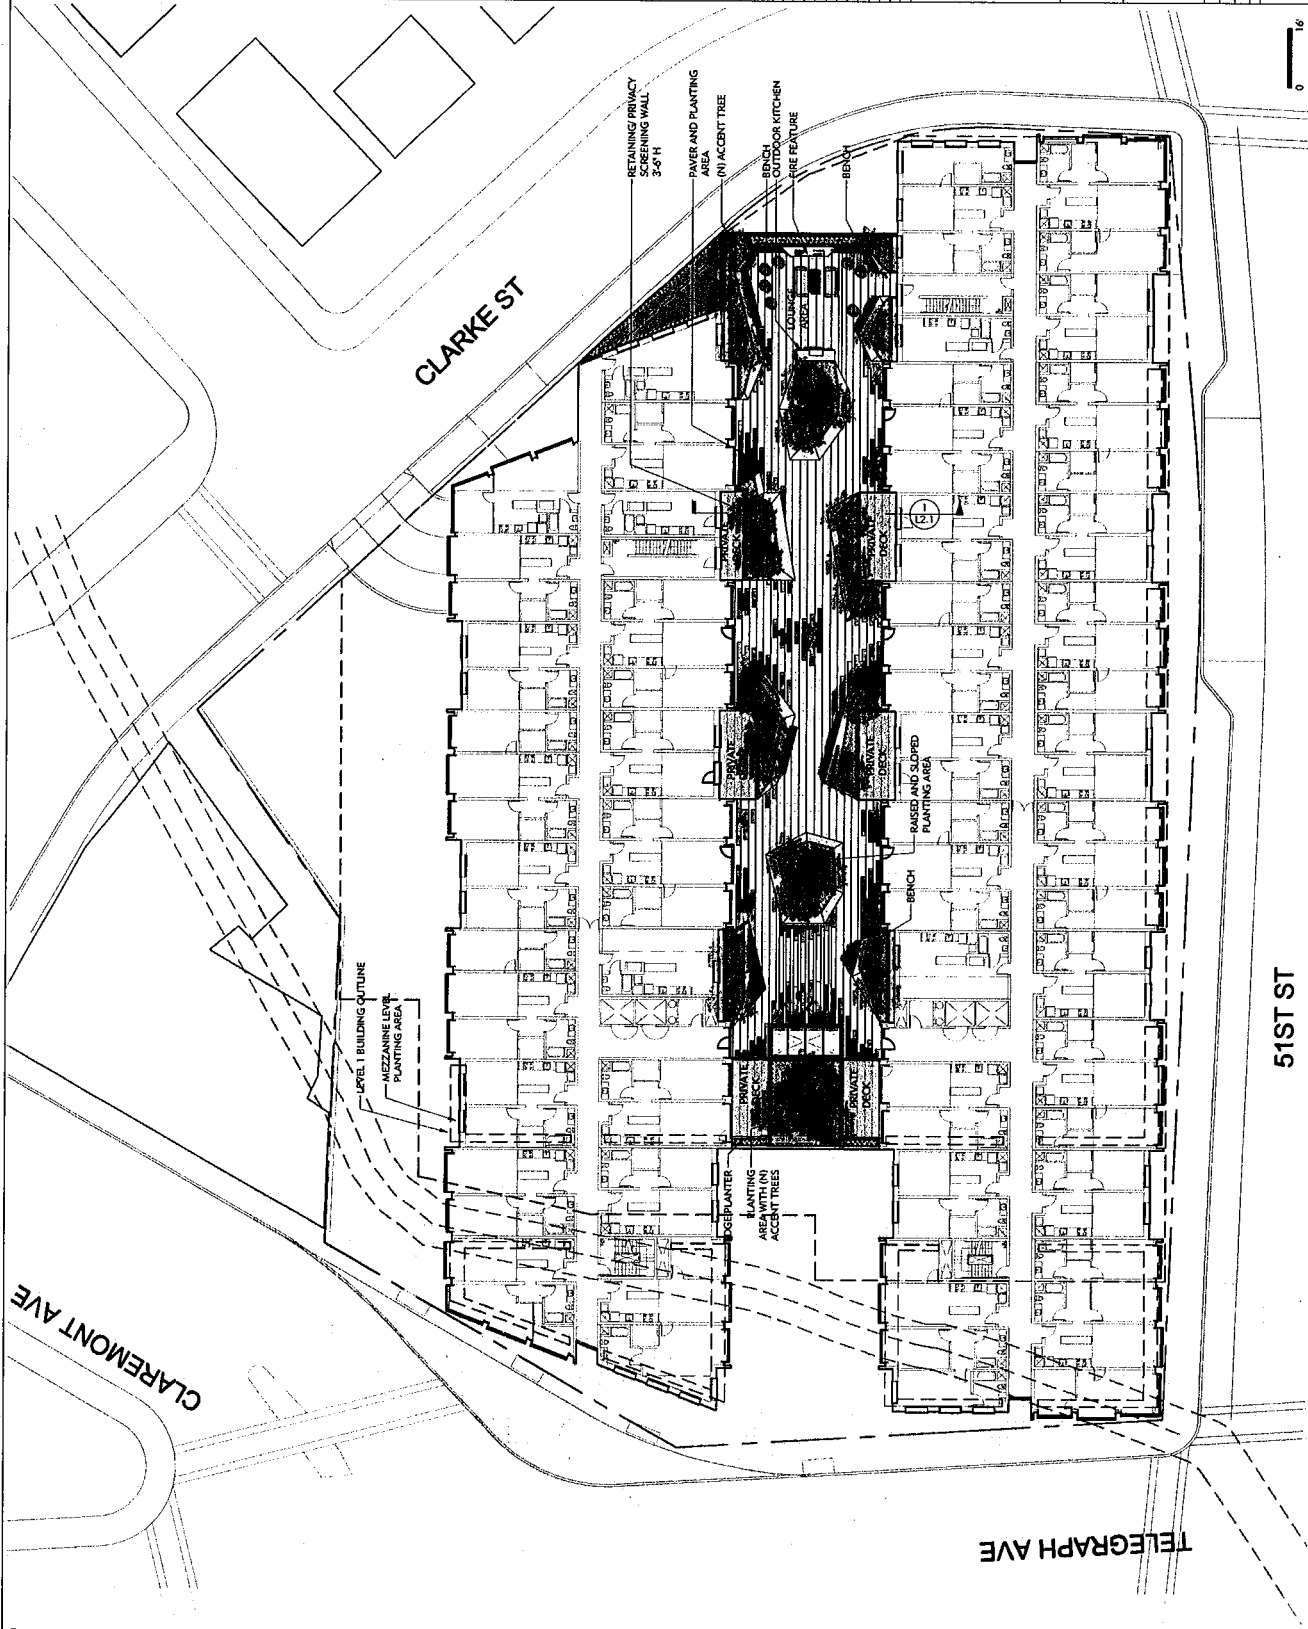 RETAINING/ PRIVACY
SCREENING WALL
3'-6" H
PAVER AND PLANTING
AREA
(N) ACCENT TREE
BENCH
OUTDOOR KITCHEN
FIRE FEATURE
BENCH
16'
0
CLARKE ST
LOUNGE
AREA
PRIVATE
DECK
PRIVATE
DECK
1
L2.1
PRIVATE
DECK
PRIVATE
DECK
RAISED AND SLOPED
PLANTING AREA
BENCH
LEVEL 1 BUILDING OUTLINE
MEZZANINE LEVEL
PLANTING AREA
PRIVATE
DECK
PRIVATE
DECK
EDGE PLANTER
PLANTING
AREA WITH (N)
ACCENT TREES
51ST ST
CLAREMONT AVE
TELEGRAPH AVE